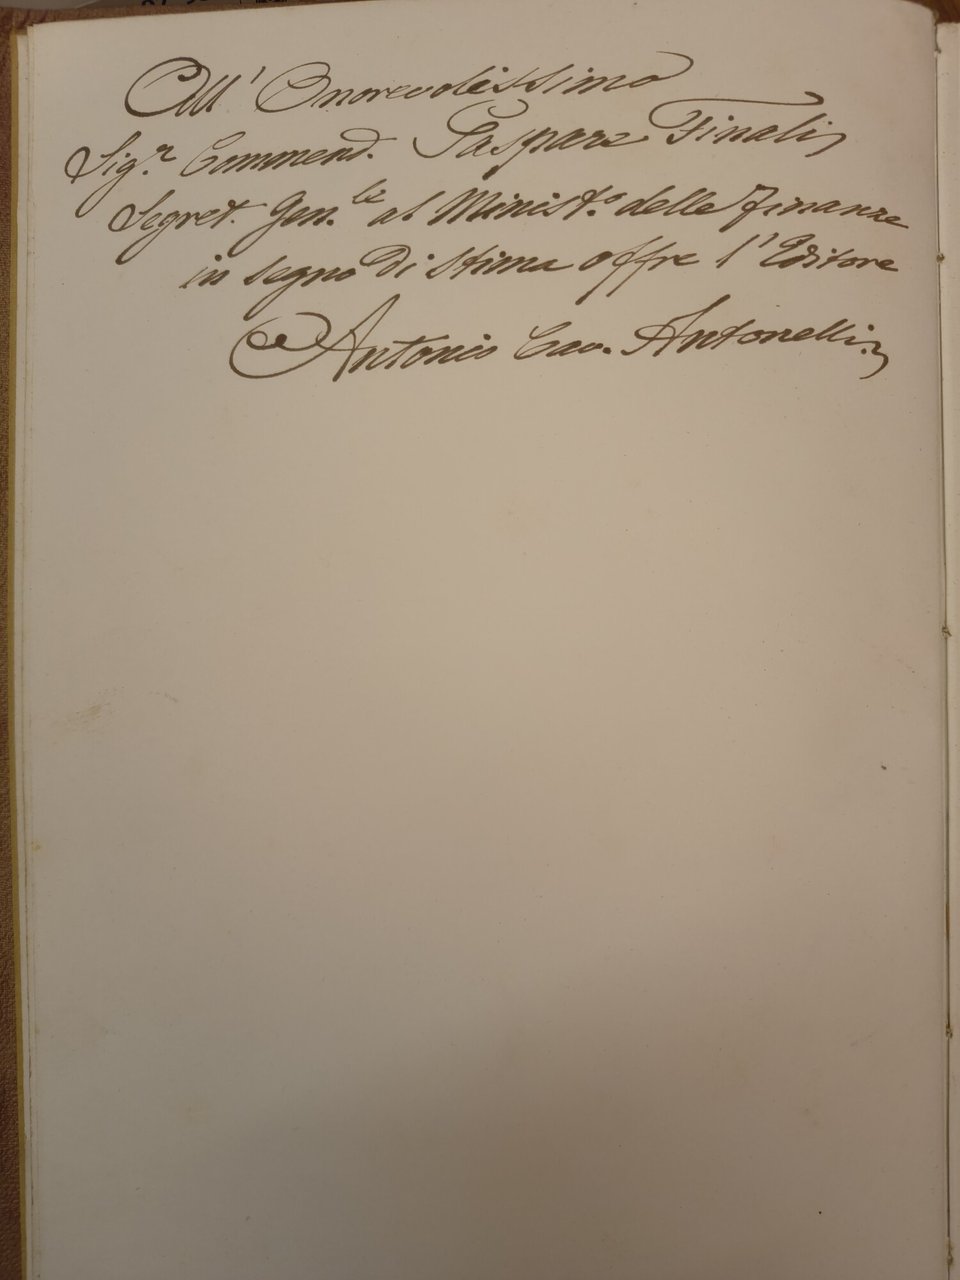 All' Onorevolissimo
Sig.r Commend. Gaspare Finali
Segret. Gen.le al Minist.o delle Finanze
in segno di stima offre l'Editore
Antonio Cav. Antonelli